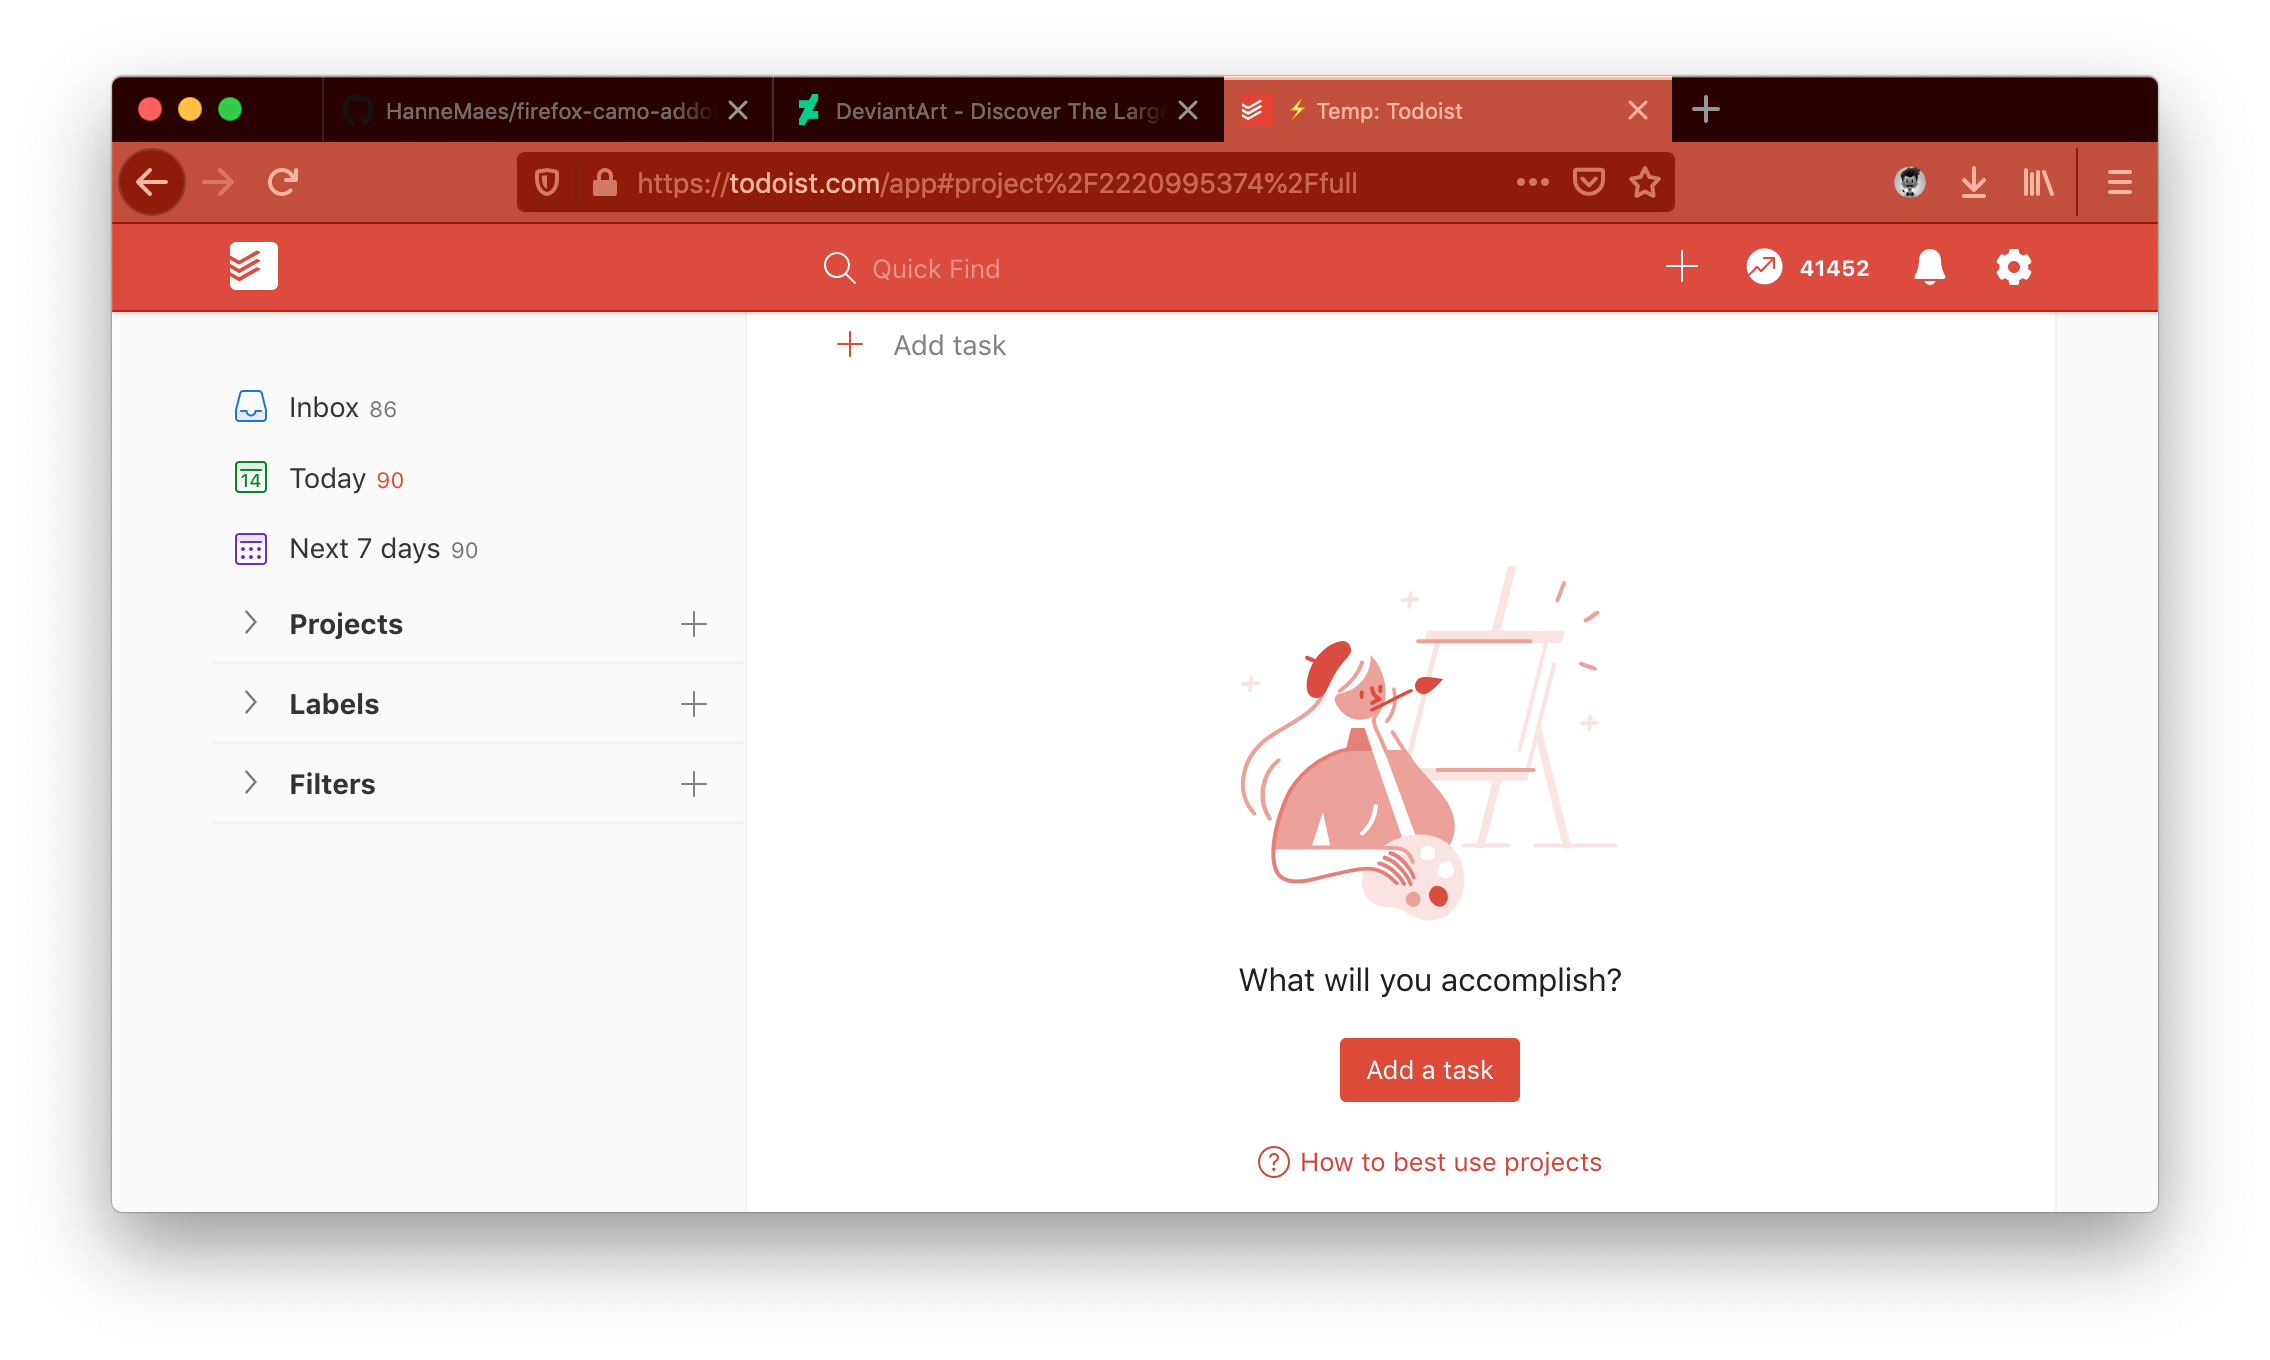 HanneMaes/firefox-camo-addo
DeviantArt - Discover The Larg
⚡ Temp: Todoist
https://todoist.com/app#project%2F2220995374%2Ffull
Quick Find
41452
Add task
Inbox 86
14 Today 90
Next 7 days 90
Projects
Labels
Filters
What will you accomplish?
Add a task
? How to best use projects